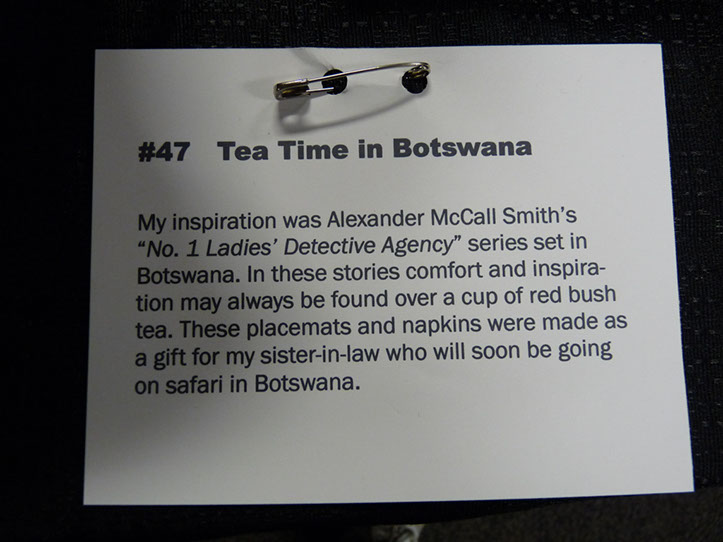 #47 Tea Time in Botswana
My inspiration was Alexander McCall Smith's
"No. 1 Ladies' Detective Agency" series set in
Botswana. In these stories comfort and inspira-
tion may always be found over a cup of red bush
tea. These placemats and napkins were made as
a gift for my sister-in-law who will soon be going
on safari in Botswana.